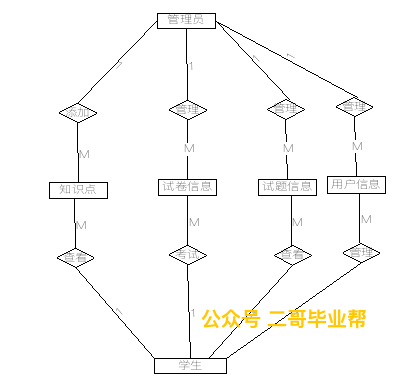 管理员
1 1 1 1
添加 管理 管理 管理
M M M M
知识点 试卷信息 试题信息 用户信息
M M M M
查看 考试 查看 管理
1 1
公众号 二哥毕业帮
学生